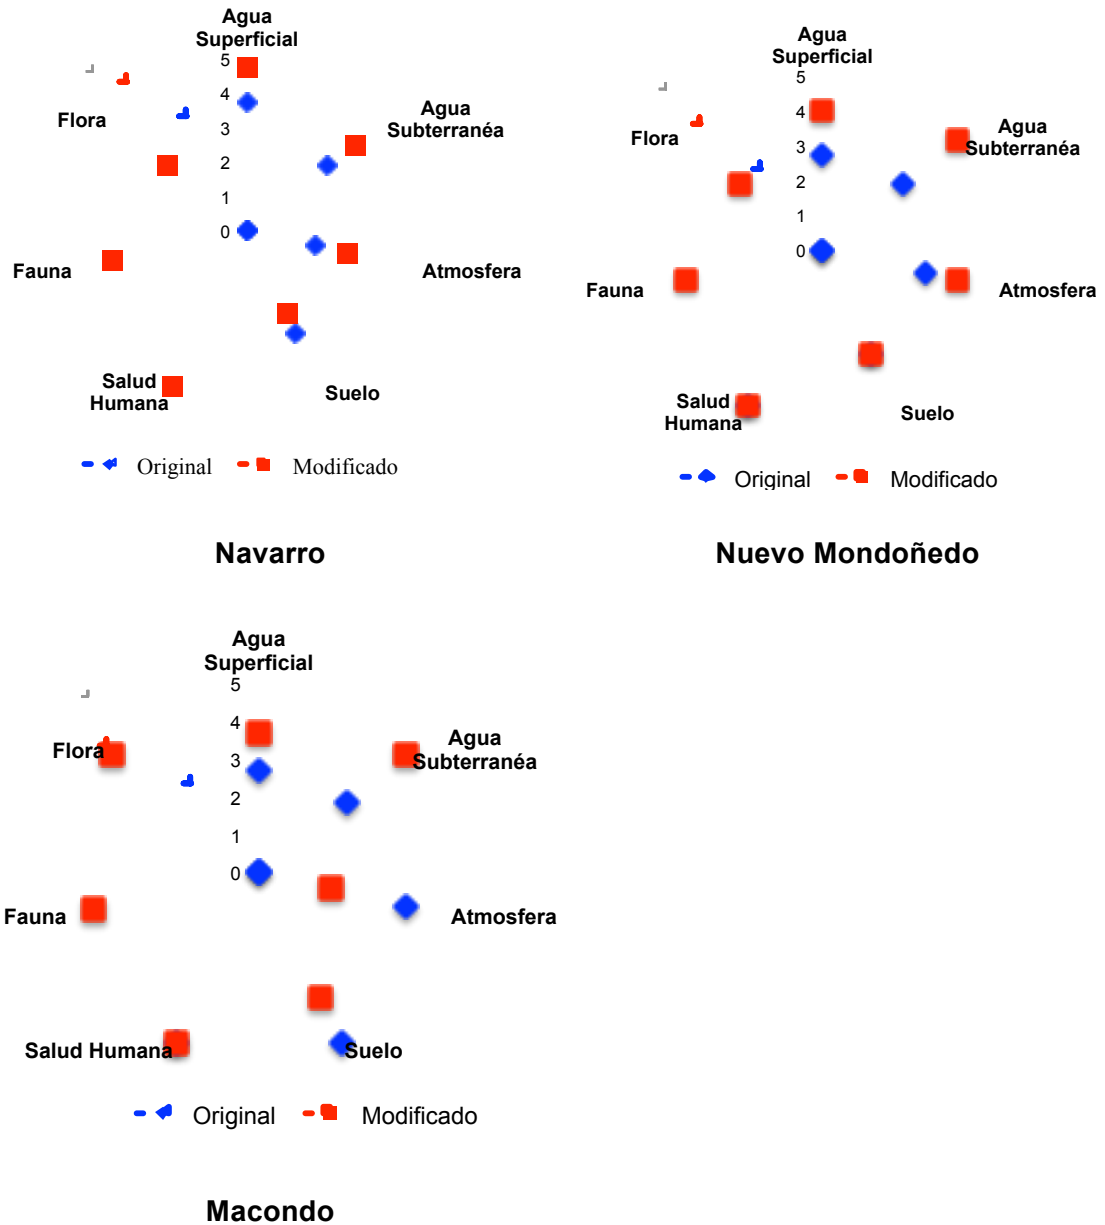 Agua
Superficial
5
4
3
2
1
0
Flora
Agua
Subterranéa
Fauna
Atmosfera
Salud
Humana
Suelo
Original Modificado
Navarro
Agua
Superficial
5
4
3
2
1
0
Flora
Agua
Subterranéa
Fauna
Atmosfera
Salud
Humana
Suelo
Original Modificado
Nuevo Mondoñedo
Agua
Superficial
5
4
3
2
1
0
Flora
Agua
Subterranéa
Fauna
Atmosfera
Salud Humana
Suelo
Original Modificado
Macondo